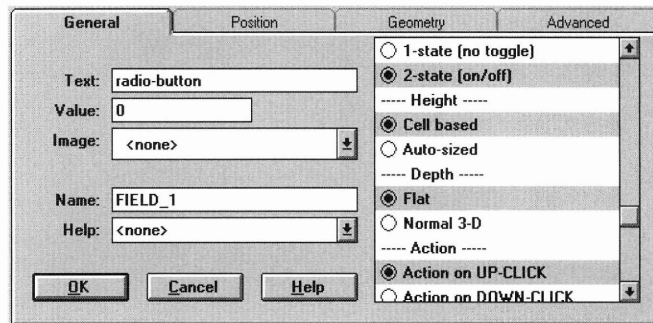 General Position Geometry Advanced
Text: radio-button
Value: 0
Image: <none>
Name: FIELD_1
Help: <none>
OK Cancel Help
1-state (no toggle)
2-state (on/off)
----- Height -----
Cell based
Auto-sized
----- Depth -----
Flat
Normal 3-D
----- Action -----
Action on UP-CLICK
Action on DOWN-CLICK